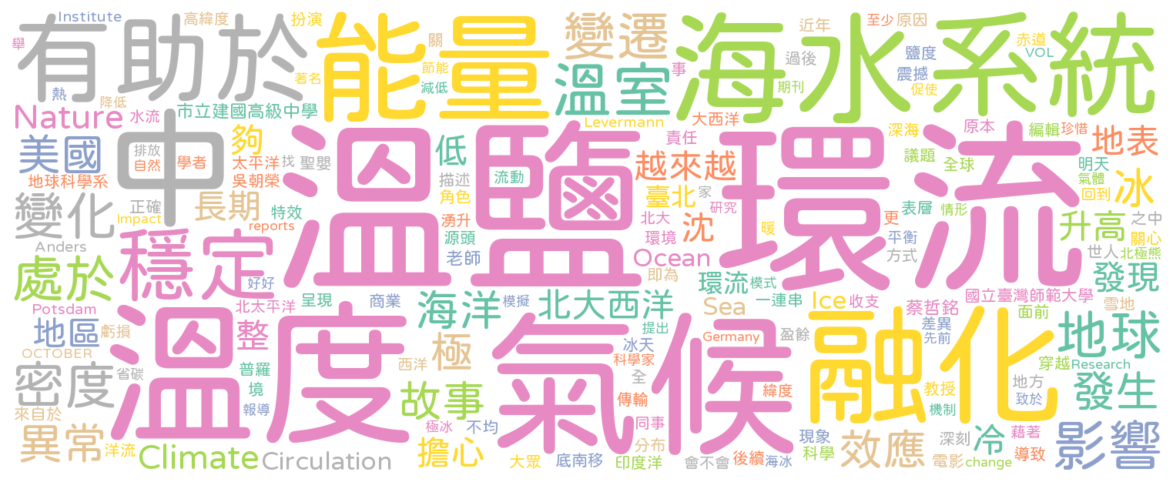 舉 Institute 高緯度 扮演 關 變遷 近年 至少 原因 赤道
有助於 能量 海水系統
著名 節能 溫室 事 過後 鹽度 VOL
熱 降低 減低 期刊 震撼 促使
Nature 水流 市立建國高級中學 Levermann 大西洋 深海 原本 編輯 珍惜
美國 中 排放 學者 夠 太平洋 找 聖嬰 低 責任 越來越 議題 全球 地表
溫鹽環流
地球科學系 自然 吳朝榮 描述 流動 臺北 家 明天 氣體
變化 正確 長期 特效 角色 北大 研究 沈 更 表層 回到 冰
Impact reports 湧升 環境 暖 情形 之中
Anders 源頭 Ocean 平衡 升高 關心
穩定 老師 即為 方式 世人 北極熊
處於 好好 環流 模式 發現
Potsdam 北太平洋 呈現 商業 海洋 模擬 北大西洋 Sea 一連串 Ice 收支 國立臺灣師範大學 雪地
地區 虧損 整 提出 Germany 盈餘 蔡哲銘 差異 面前
OCTOBER 溫度 氣候 融化 地球
極 冰天 先前 穿越 Research
密度 省碳 普羅 西洋 科學家 緯度 教授 地方
來自於 境 報導 故事 全 傳輸 機制 致於 發生
異常 洋流 極冰 不均 同事 現象 深刻 藉著
Climate Circulation 擔心 大眾 底南移 印度洋 分布 會不會 後續 海冰 科學 效應 電影 冷 change 導致 影響